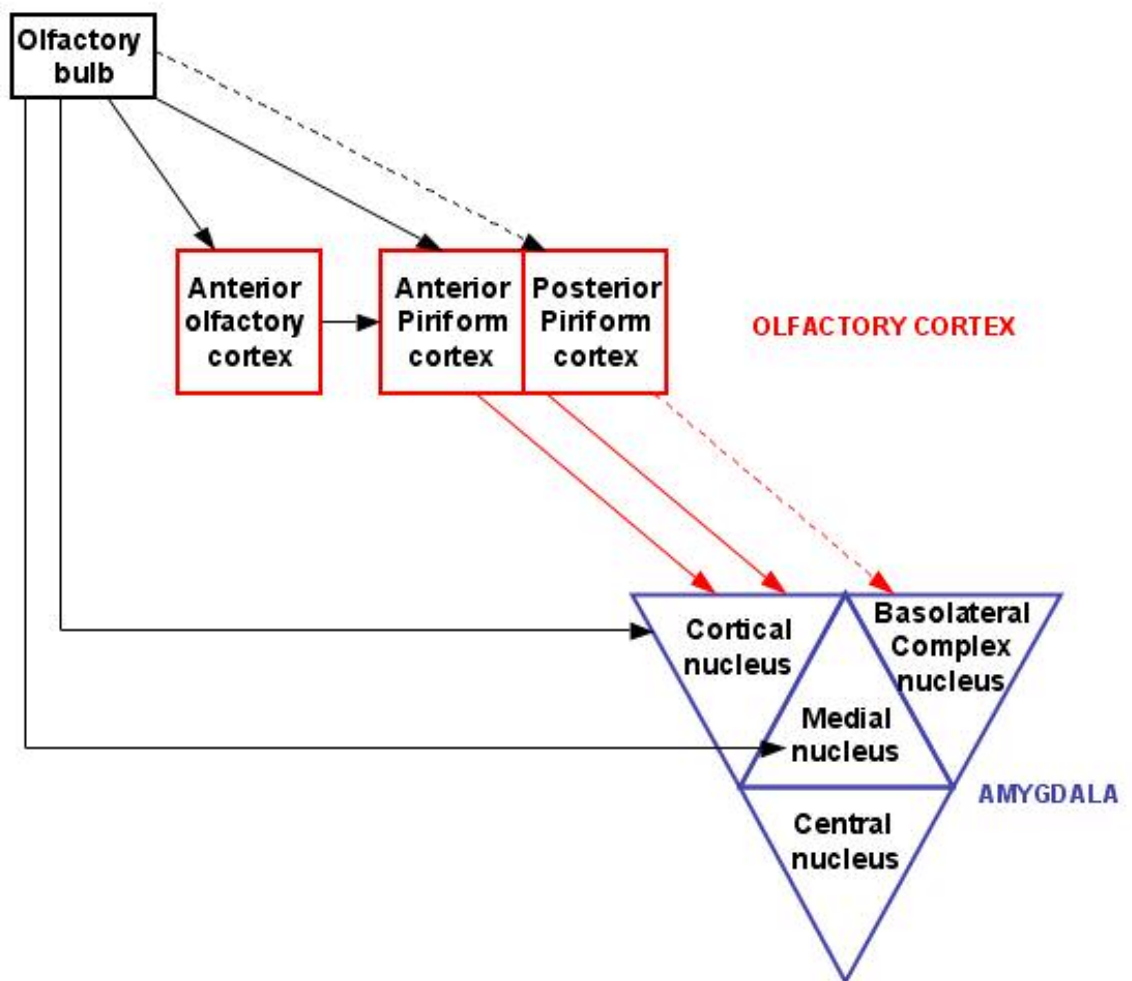 Olfactory
bulb
Anterior
olfactory
cortex
Anterior
Piriform
cortex
Posterior
Piriform
cortex
OLFACTORY CORTEX
Cortical
nucleus
Basolateral
Complex
nucleus
Medial
nucleus
AMYGDALA
Central
nucleus